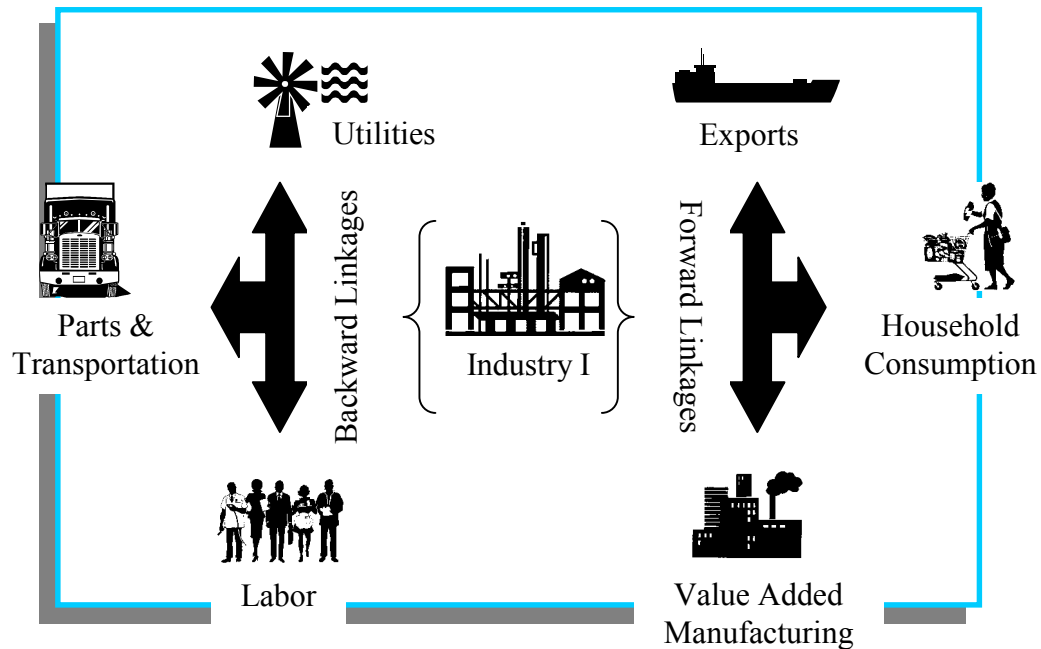 Utilities
Exports
Parts &
Transportation
Backward Linkages
Industry I
Forward Linkages
Household
Consumption
Labor
Value Added
Manufacturing